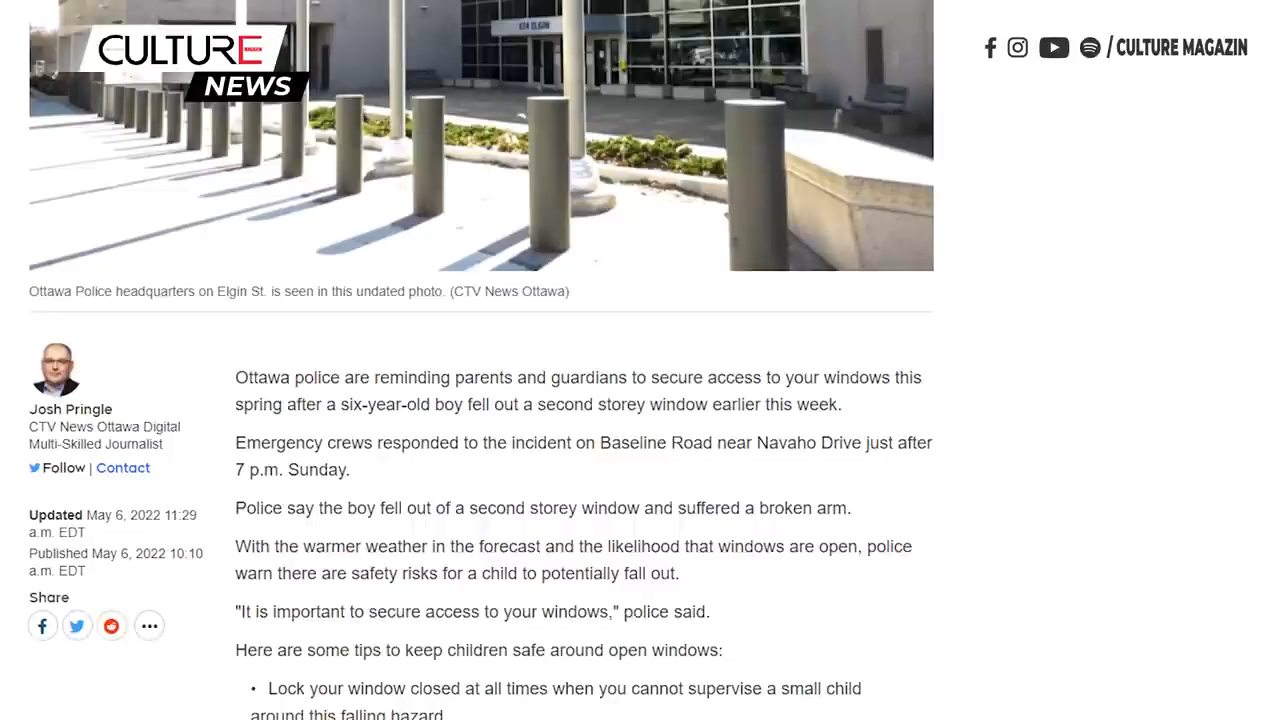 CULTURE
NEWS
/ CULTURE MAGAZIN
474 ELGIN
Ottawa Police headquarters on Elgin St. is seen in this undated photo. (CTV News Ottawa)
Josh Pringle
CTV News Ottawa Digital
Multi-Skilled Journalist
Follow | Contact
Updated May 6, 2022 11:29
a.m. EDT
Published May 6, 2022 10:10
a.m. EDT
Share
Ottawa police are reminding parents and guardians to secure access to your windows this
spring after a six-year-old boy fell out a second storey window earlier this week.
Emergency crews responded to the incident on Baseline Road near Navaho Drive just after
7 p.m. Sunday.
Police say the boy fell out of a second storey window and suffered a broken arm.
With the warmer weather in the forecast and the likelihood that windows are open, police
warn there are safety risks for a child to potentially fall out.
"It is important to secure access to your windows," police said.
Here are some tips to keep children safe around open windows:
• Lock your window closed at all times when you cannot supervise a small child
around this falling hazard